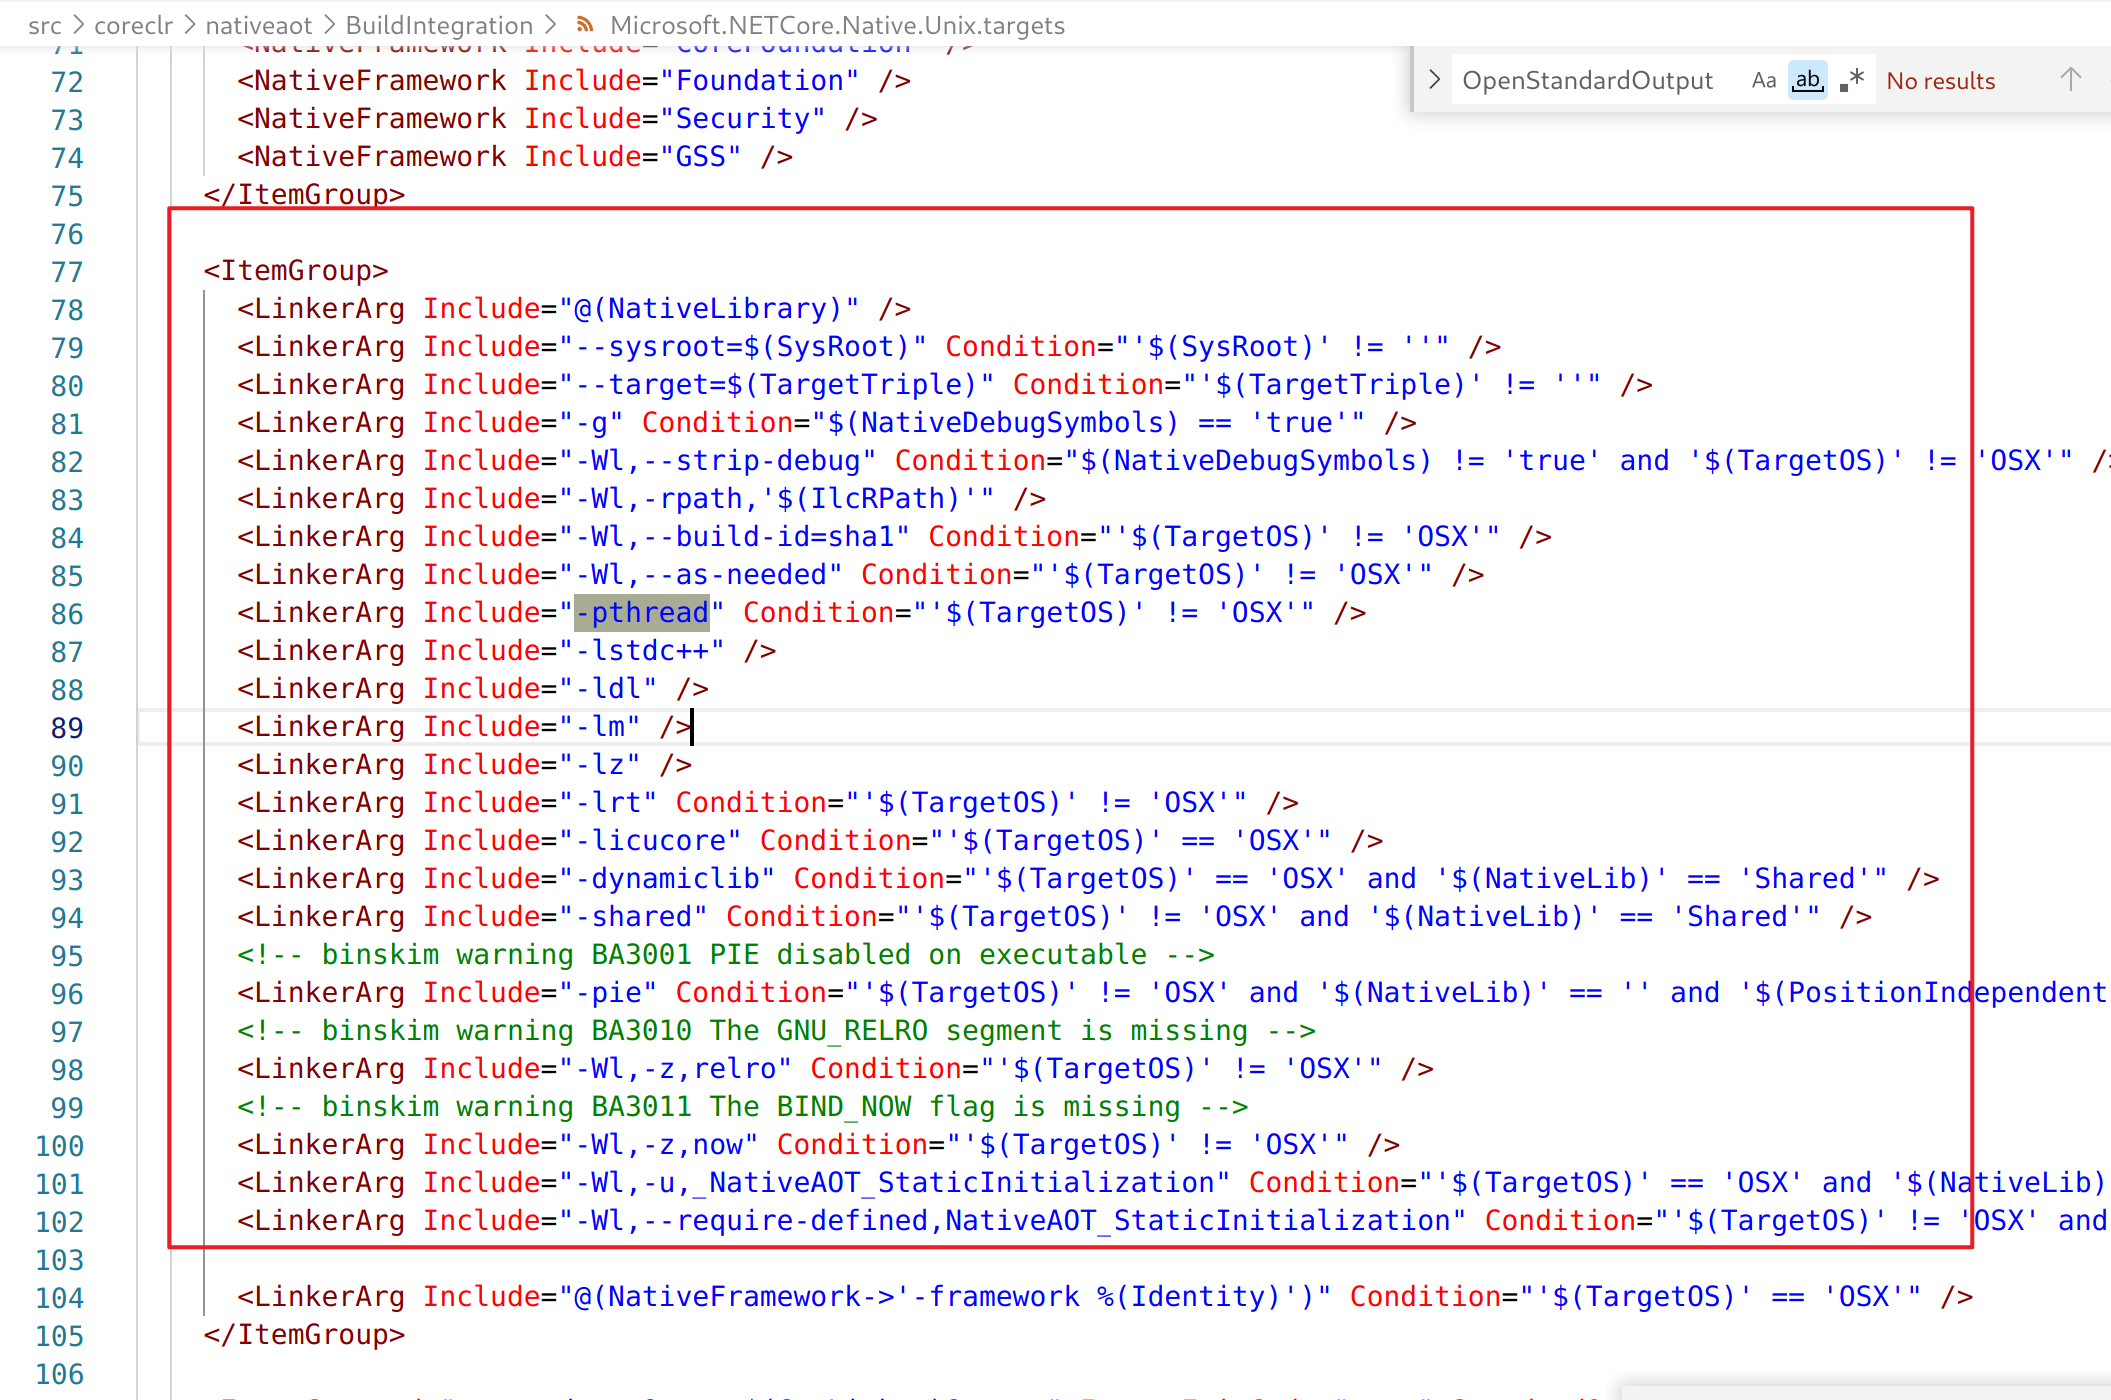 src > coreclr > nativeaot > BuildIntegration > Microsoft.NETCore.Native.Unix.targets
OpenStandardOutput Aa ab .* No results
71 <NativeFramework Include="CoreFoundation" />
72 <NativeFramework Include="Foundation" />
73 <NativeFramework Include="Security" />
74 <NativeFramework Include="GSS" />
75 </ItemGroup>
76
77 <ItemGroup>
78 <LinkerArg Include="@(NativeLibrary)" />
79 <LinkerArg Include="--sysroot=$(SysRoot)" Condition="'$(SysRoot)' != ''" />
80 <LinkerArg Include="--target=$(TargetTriple)" Condition="'$(TargetTriple)' != ''" />
81 <LinkerArg Include="-g" Condition="$(NativeDebugSymbols) == 'true'" />
82 <LinkerArg Include="-Wl,--strip-debug" Condition="$(NativeDebugSymbols) != 'true' and '$(TargetOS)' != 'OSX'" />
83 <LinkerArg Include="-Wl,-rpath,'$(IlcRPath)'" />
84 <LinkerArg Include="-Wl,--build-id=sha1" Condition="'$(TargetOS)' != 'OSX'" />
85 <LinkerArg Include="-Wl,--as-needed" Condition="'$(TargetOS)' != 'OSX'" />
86 <LinkerArg Include="-pthread" Condition="'$(TargetOS)' != 'OSX'" />
87 <LinkerArg Include="-lstdc++" />
88 <LinkerArg Include="-ldl" />
89 <LinkerArg Include="-lm" />
90 <LinkerArg Include="-lz" />
91 <LinkerArg Include="-lrt" Condition="'$(TargetOS)' != 'OSX'" />
92 <LinkerArg Include="-licucore" Condition="'$(TargetOS)' == 'OSX'" />
93 <LinkerArg Include="-dynamiclib" Condition="'$(TargetOS)' == 'OSX' and '$(NativeLib)' == 'Shared'" />
94 <LinkerArg Include="-shared" Condition="'$(TargetOS)' != 'OSX' and '$(NativeLib)' == 'Shared'" />
95 <!-- binskim warning BA3001 PIE disabled on executable -->
96 <LinkerArg Include="-pie" Condition="'$(TargetOS)' != 'OSX' and '$(NativeLib)' == '' and '$(PositionIndependent
97 <!-- binskim warning BA3010 The GNU_RELRO segment is missing -->
98 <LinkerArg Include="-Wl,-z,relro" Condition="'$(TargetOS)' != 'OSX'" />
99 <!-- binskim warning BA3011 The BIND_NOW flag is missing -->
100 <LinkerArg Include="-Wl,-z,now" Condition="'$(TargetOS)' != 'OSX'" />
101 <LinkerArg Include="-Wl,-u,_NativeAOT_StaticInitialization" Condition="'$(TargetOS)' == 'OSX' and '$(NativeLib)
102 <LinkerArg Include="-Wl,--require-defined,NativeAOT_StaticInitialization" Condition="'$(TargetOS)' != 'OSX' and
103
104 <LinkerArg Include="@(NativeFramework->'-framework %(Identity)')" Condition="'$(TargetOS)' == 'OSX'" />
105 </ItemGroup>
106